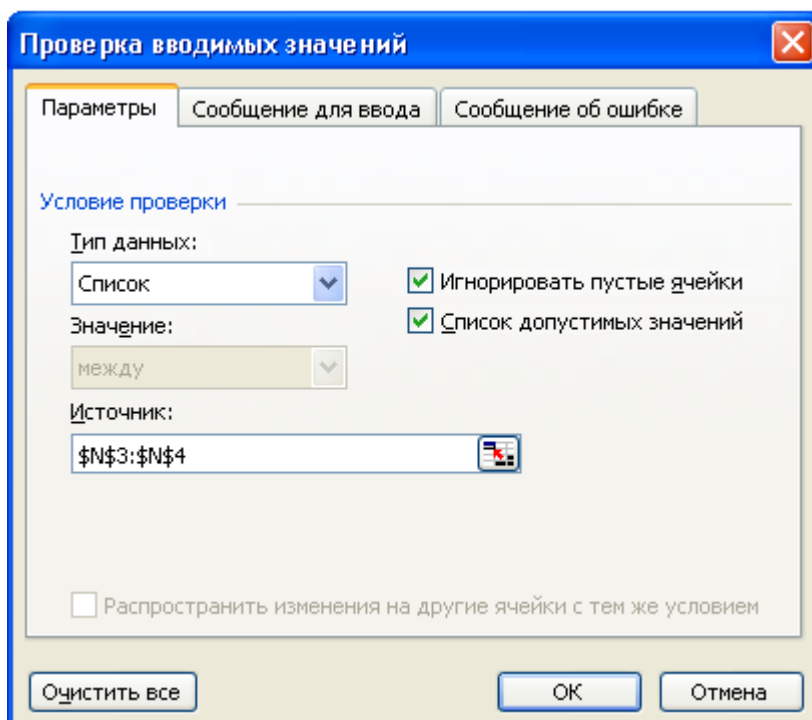 Проверка вводимых значений
Параметры Сообщение для ввода Сообщение об ошибке
Условие проверки
Тип данных:
Список Игнорировать пустые ячейки
Значение: Список допустимых значений
между
Источник:
$N$3:$N$4
Распространить изменения на другие ячейки с тем же условием
Очистить все ОК Отмена